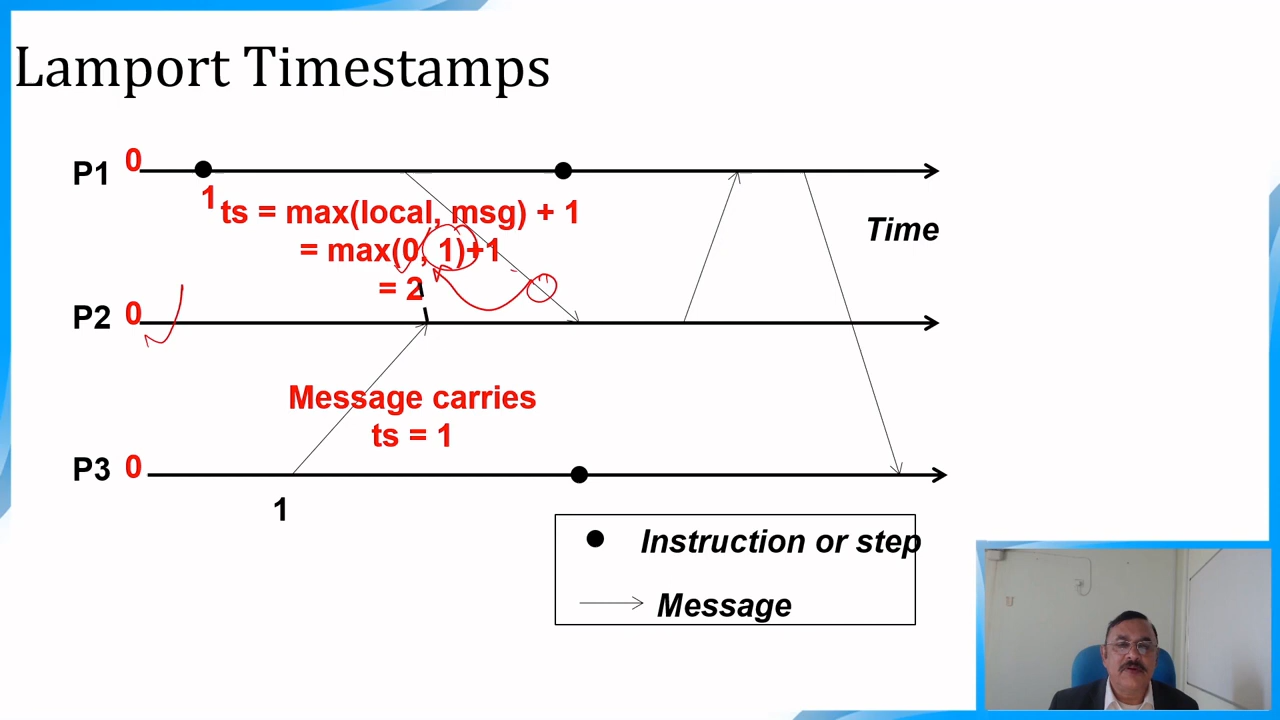 Lamport Timestamps
P1 0
1
ts = max(local, msg) + 1
= max(0, 1)+1
= 2
Time
P2 0
Message carries
ts = 1
P3 0
1
Instruction or step
Message